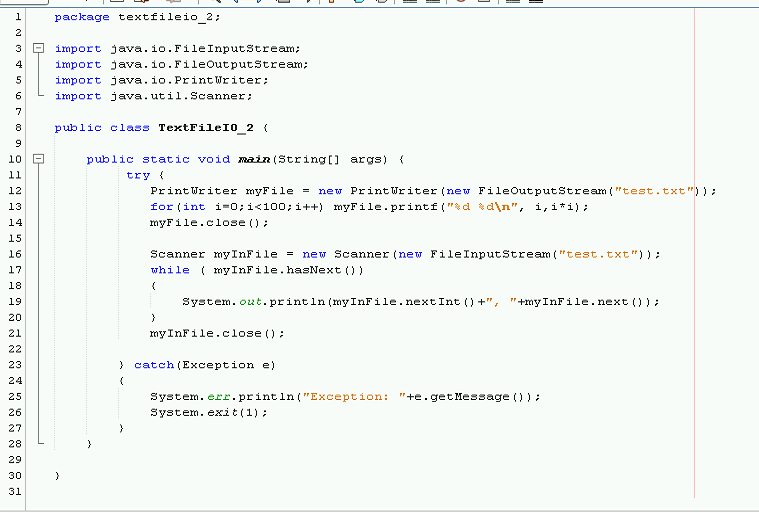 1 package textfileio_2;
2
3 import java.io.FileInputStream;
4 import java.io.FileOutputStream;
5 import java.io.PrintWriter;
6 import java.util.Scanner;
7
8 public class TextFileIO_2 {
9
10 public static void main(String[] args) {
11 try {
12 PrintWriter myFile = new PrintWriter(new FileOutputStream("test.txt"));
13 for(int i=0;i<100;i++) myFile.printf("%d %d\n", i,i*i);
14 myFile.close();
15
16 Scanner myInFile = new Scanner(new FileInputStream("test.txt"));
17 while ( myInFile.hasNext())
18 {
19 System.out.println(myInFile.nextInt()+", "+myInFile.next());
20 }
21 myInFile.close();
22
23 } catch(Exception e)
24 {
25 System.err.println("Exception: "+e.getMessage());
26 System.exit(1);
27 }
28 }
29
30 }
31